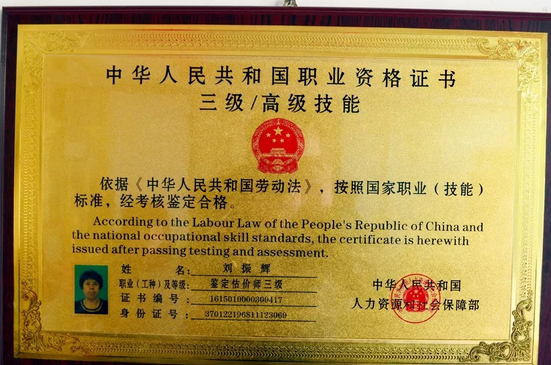 中华人民共和国职业资格证书
三级/高级技能
依据《中华人民共和国劳动法》，按照国家职业（技能）
标准，经考核鉴定合格。
According to the Labour Law of the People's Republic of China and
the national occupational skill standards, the certificate is herewith
issued after passing testing and assessment.
姓 名： 刘振辉
职业(工种)及等级： 鉴定估价师三级
证书编号： 1615010000300417
身份证号： 370122196811123069
中华人民共和国
人力资源和社会保障部